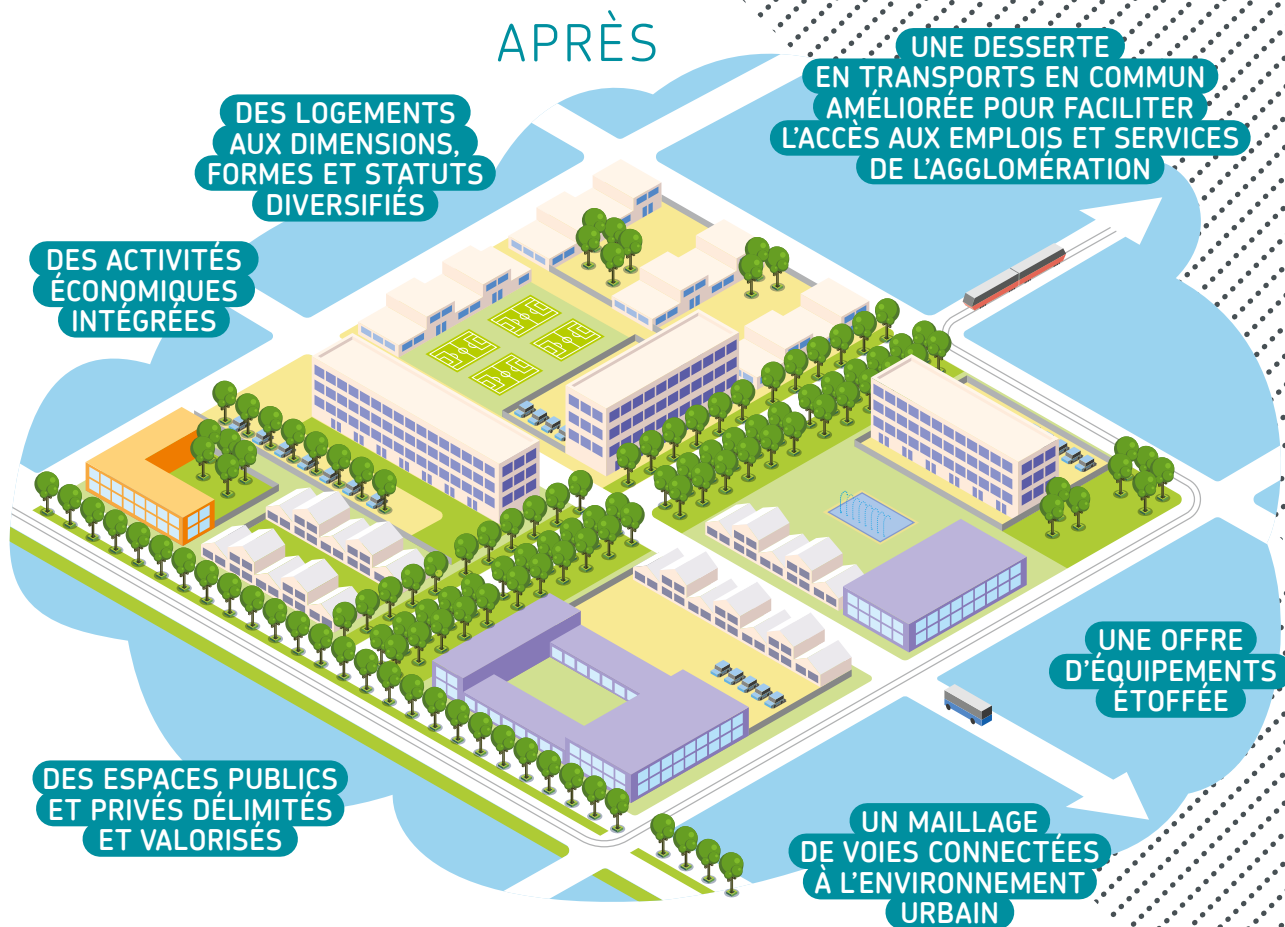 APRÈS
UNE DESSERTE
EN TRANSPORTS EN COMMUN
AMÉLIORÉE POUR FACILITER
L'ACCÈS AUX EMPLOIS ET SERVICES
DE L'AGGLOMÉRATION
DES LOGEMENTS
AUX DIMENSIONS,
FORMES ET STATUTS
DIVERSIFIÉS
DES ACTIVITÉS
ÉCONOMIQUES
INTÉGRÉES
UNE OFFRE
D'ÉQUIPEMENTS
ÉTOFFÉE
DES ESPACES PUBLICS
ET PRIVÉS DÉLIMITÉS
ET VALORISÉS
UN MAILLAGE
DE VOIES CONNECTÉES
À L'ENVIRONNEMENT
URBAIN